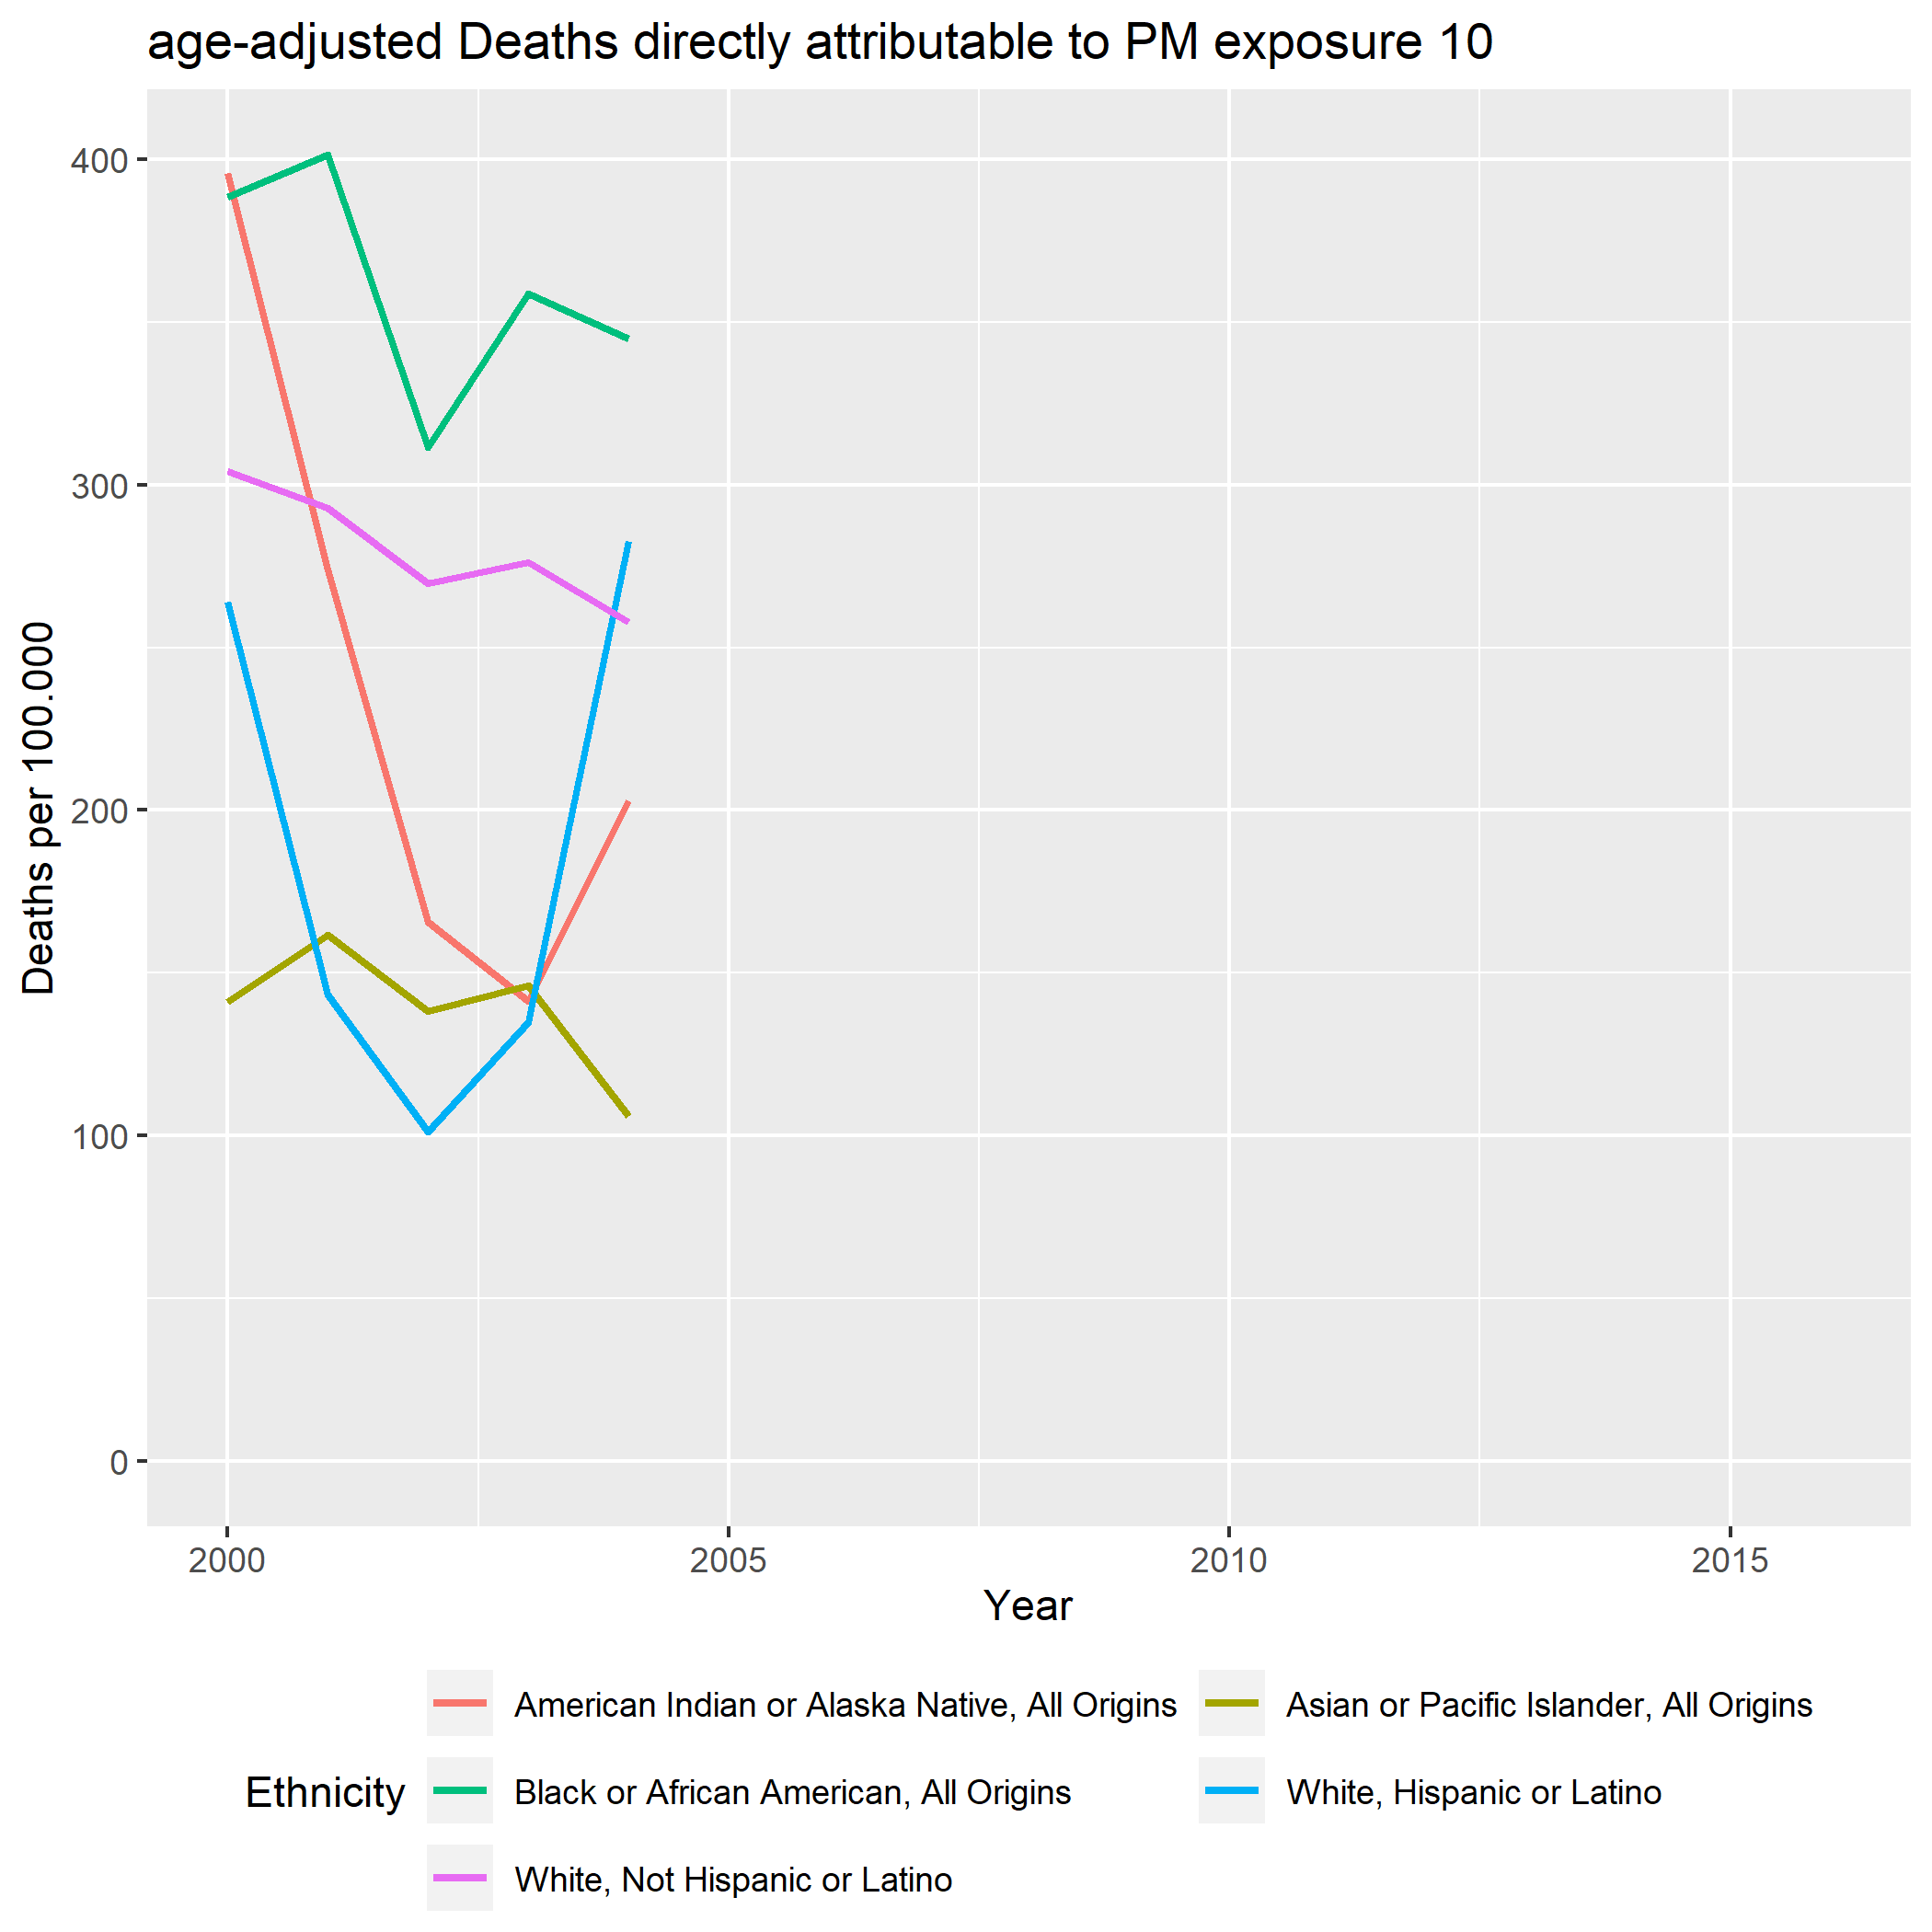 age-adjusted Deaths directly attributable to PM exposure 10
Deaths per 100.000
400
300
200
100
0
2000
2005
2010
2015
Year
Ethnicity
American Indian or Alaska Native, All Origins
Asian or Pacific Islander, All Origins
Black or African American, All Origins
White, Hispanic or Latino
White, Not Hispanic or Latino